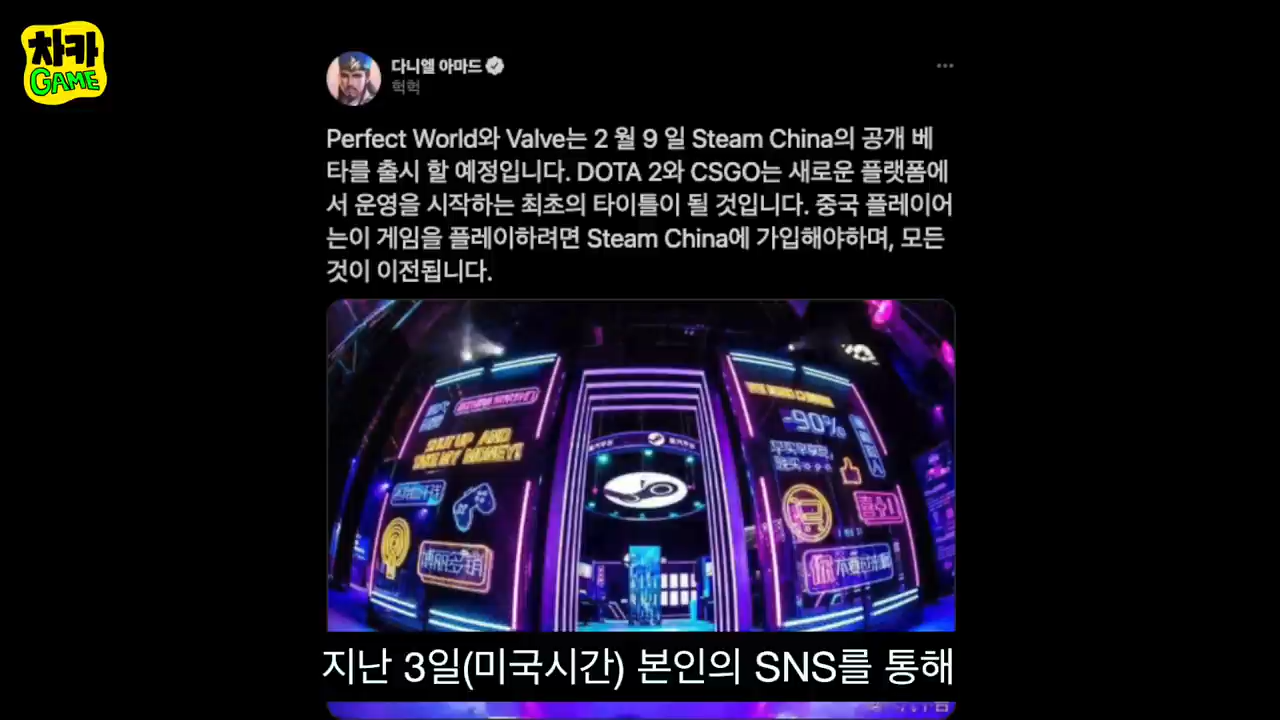 차카
GAME
다니엘 아마드
헉헉
Perfect World와 Valve는 2 월 9 일 Steam China의 공개 베
타를 출시 할 예정입니다. DOTA 2와 CSGO는 새로운 플랫폼에
서 운영을 시작하는 최초의 타이틀이 될 것입니다. 중국 플레이어
는이 게임을 플레이하려면 Steam China에 가입해야하며, 모든
것이 이전됩니다.
SHUT UP AND
TAKE MY MONEY!
-90%
지난 3일(미국시간) 본인의 SNS를 통해